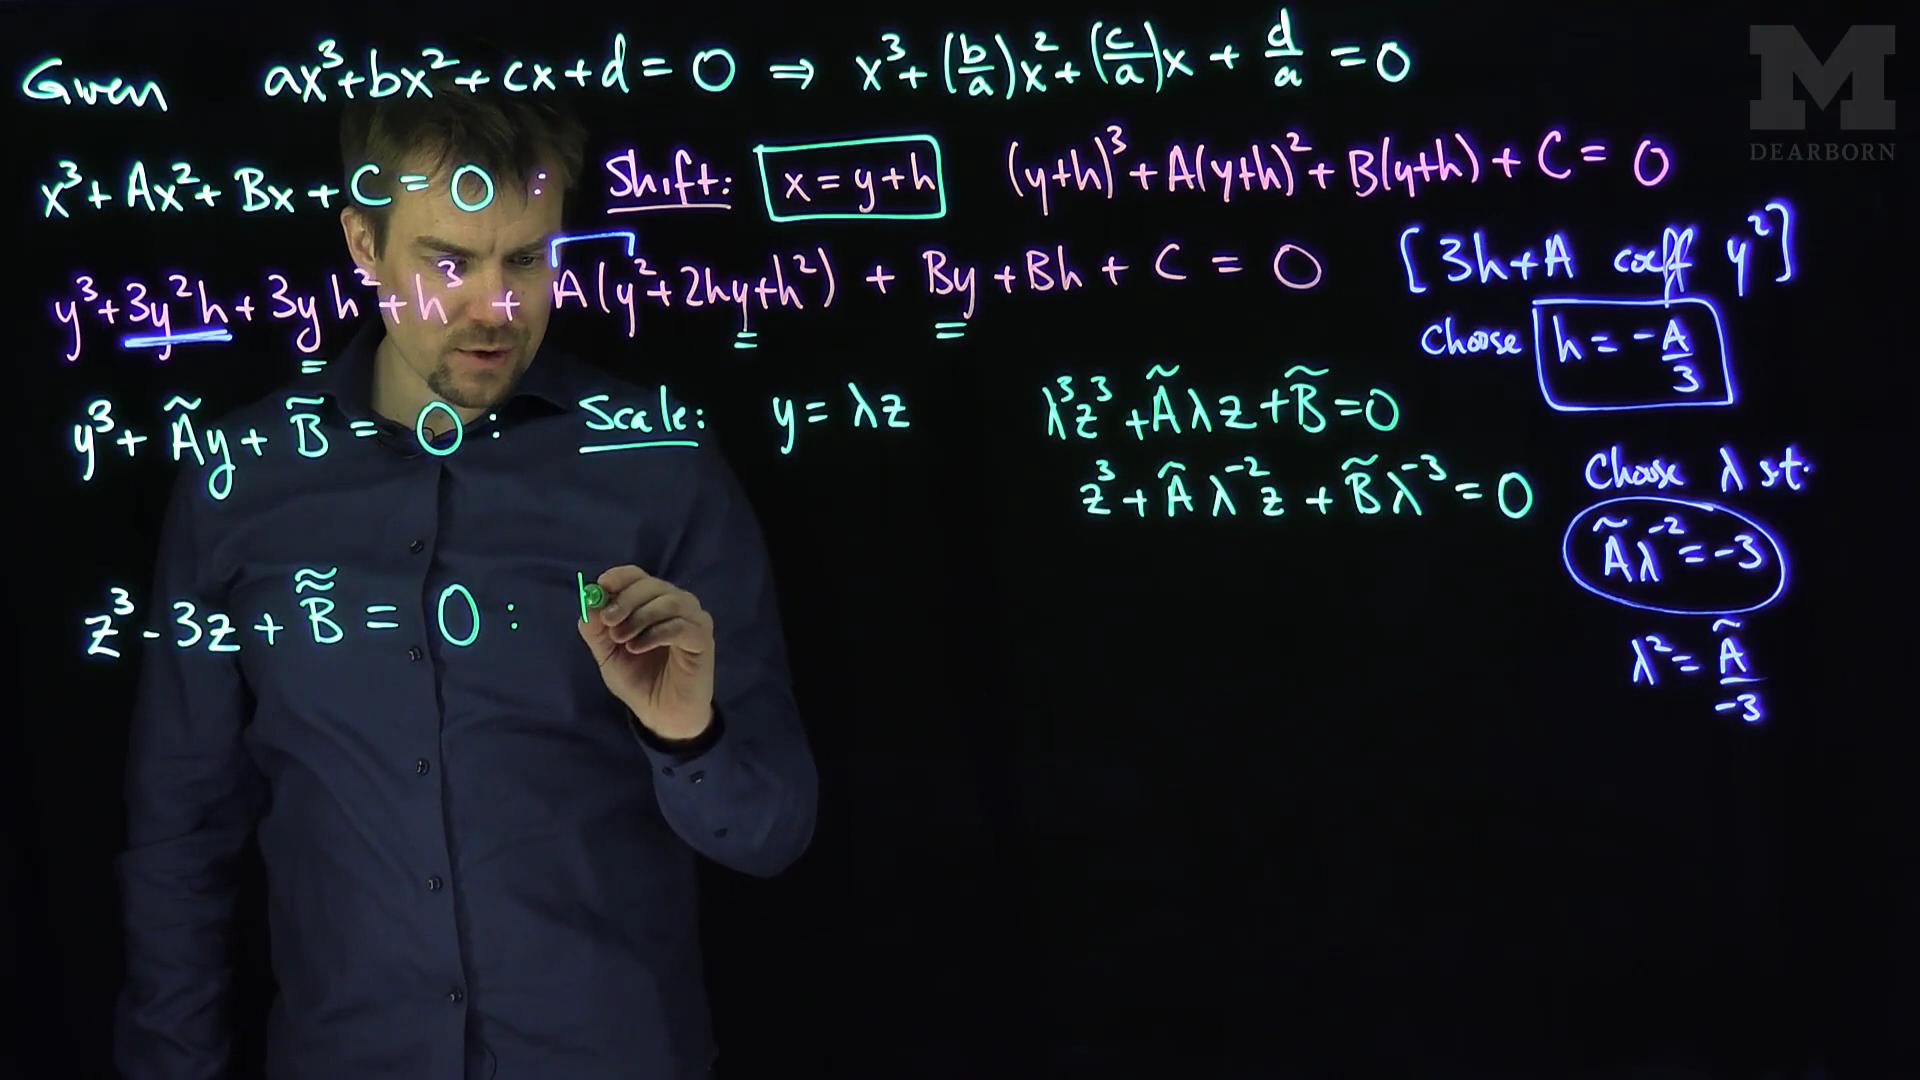 Given ax³+bx²+cx+d=0 ⇒ x³+(b/a)x²+(c/a)x+d/a=0
M
DEARBORN
x³+Ax²+Bx+C=0 : Shift: x=y+h (y+h)³+A(y+h)²+B(y+h)+C=0
y³+3y²h+3yh²+h³+A(y²+2hy+h²)+By+Bh+C=0 [3h+A coeff y²]
Choose h=-A/3
y³+Ãy+B̃=0: Scale: y=λz λ³z³+Ãλz+B̃=0
z³+Ãλ⁻²z+B̃λ⁻³=0
Choose λ st.
Ãλ⁻²=-3
z³-3z+B̃̃=0:
λ²=Ã/-3